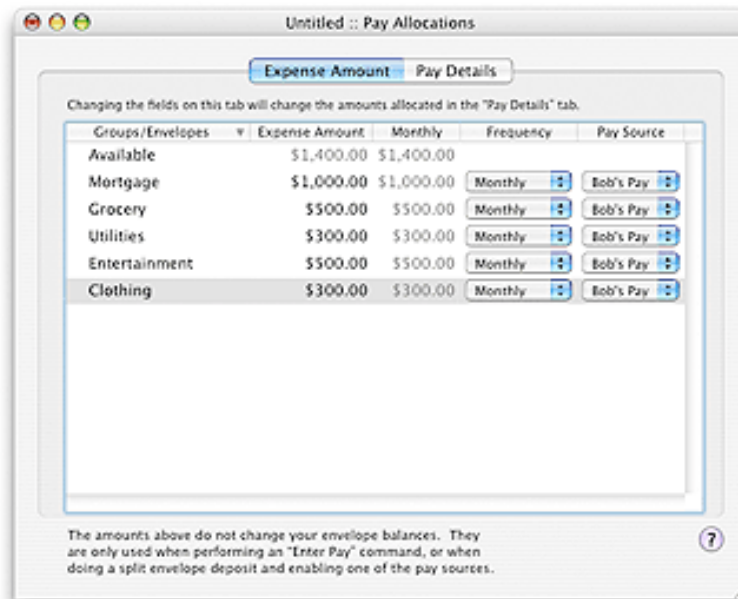 Untitled :: Pay Allocations
Expense Amount Pay Details
Changing the fields on this tab will change the amounts allocated in the "Pay Details" tab.
Groups/Envelopes Expense Amount Monthly Frequency Pay Source
Available $1,400.00 $1,400.00
Mortgage $1,000.00 $1,000.00 Monthly Bob's Pay
Grocery $500.00 $500.00 Monthly Bob's Pay
Utilities $300.00 $300.00 Monthly Bob's Pay
Entertainment $500.00 $500.00 Monthly Bob's Pay
Clothing $300.00 $300.00 Monthly Bob's Pay
The amounts above do not change your envelope balances. They
are only used when performing an "Enter Pay" command, or when
doing a split envelope deposit and enabling one of the pay sources.
?